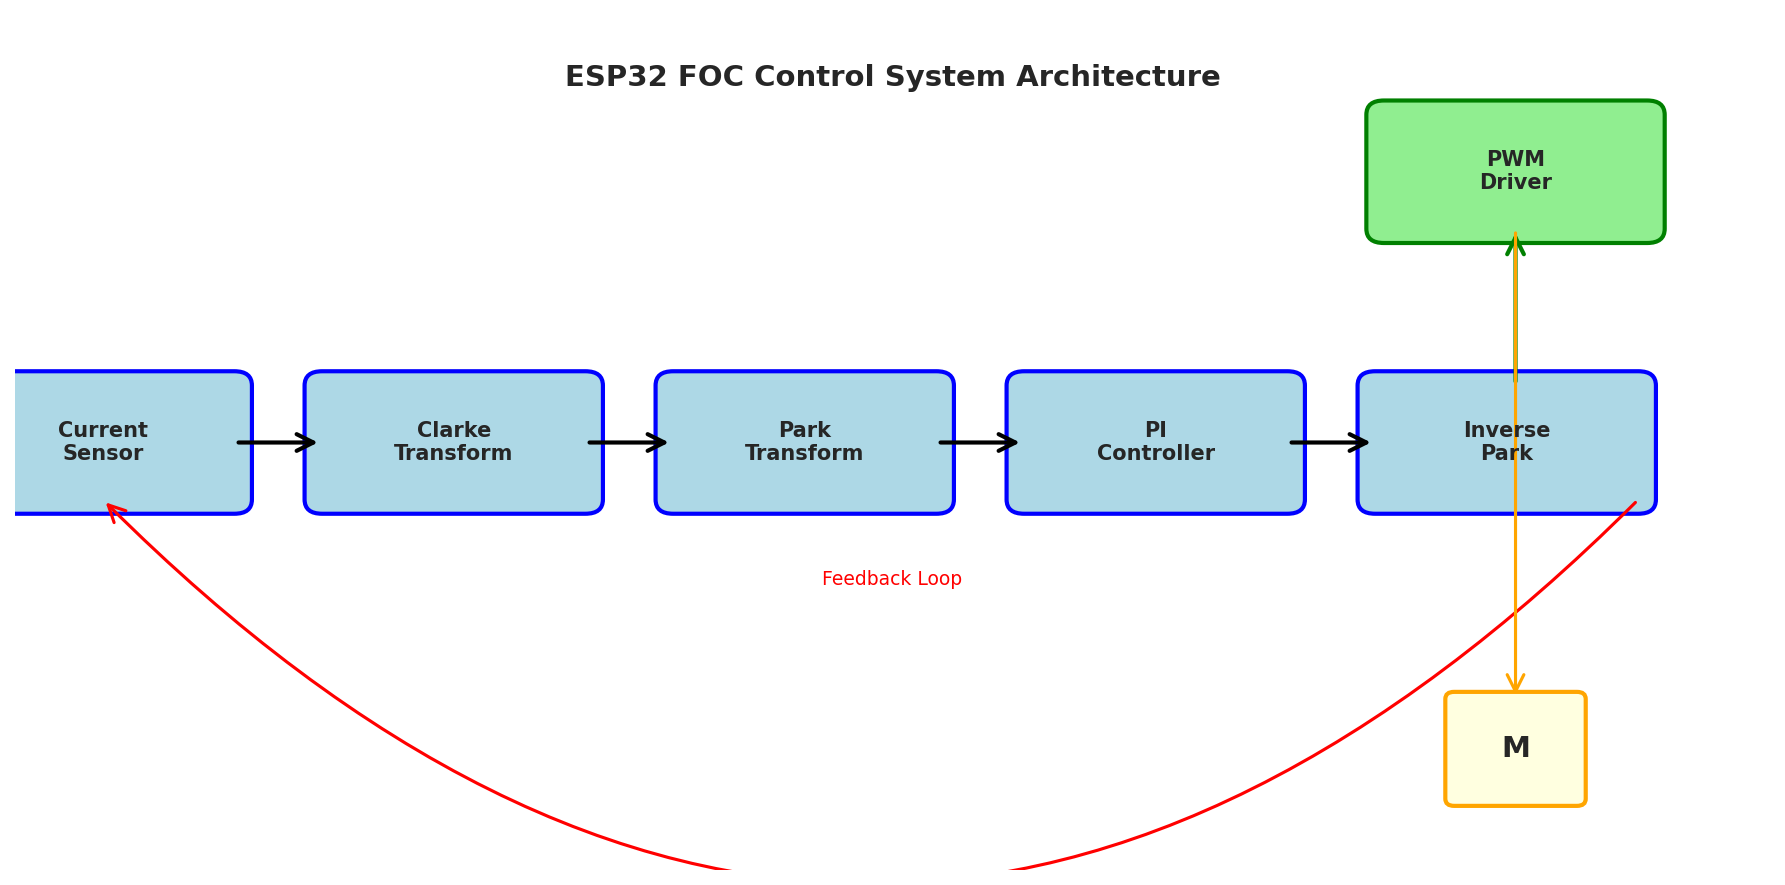 ESP32 FOC Control System Architecture
PWM
Driver
Current
Sensor
Clarke
Transform
Park
Transform
PI
Controller
Inverse
Park
Feedback Loop
M